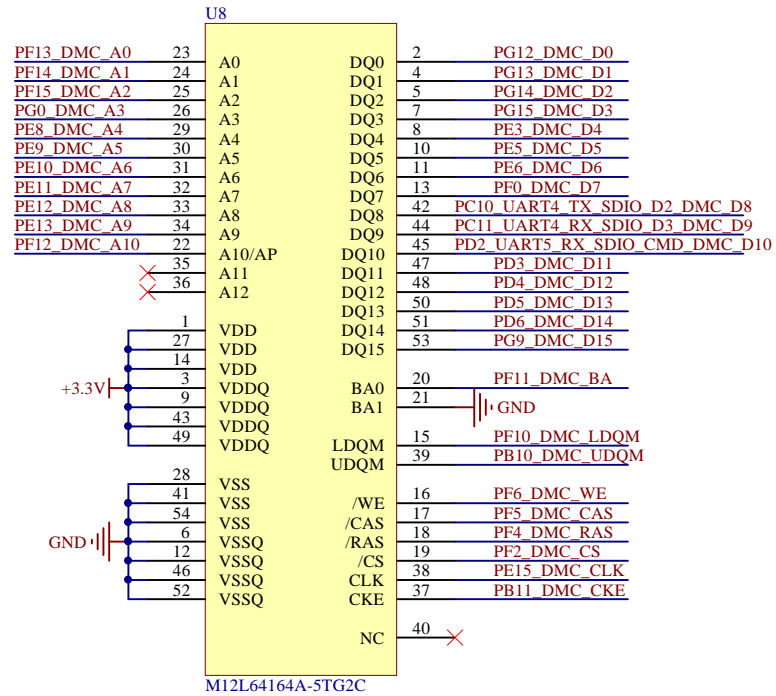 U8
PF13_DMC_A0 23 A0 DQ0 2 PG12_DMC_D0
PF14_DMC_A1 24 A1 DQ1 4 PG13_DMC_D1
PF15_DMC_A2 25 A2 DQ2 5 PG14_DMC_D2
PG0_DMC_A3 26 A3 DQ3 7 PG15_DMC_D3
PE8_DMC_A4 29 A4 DQ4 8 PE3_DMC_D4
PE9_DMC_A5 30 A5 DQ5 10 PE5_DMC_D5
PE10_DMC_A6 31 A6 DQ6 11 PE6_DMC_D6
PE11_DMC_A7 32 A7 DQ7 13 PF0_DMC_D7
PE12_DMC_A8 33 A8 DQ8 42 PC10_UART4_TX_SDIO_D2_DMC_D8
PE13_DMC_A9 34 A9 DQ9 44 PC11_UART4_RX_SDIO_D3_DMC_D9
PF12_DMC_A10 22 A10/AP DQ10 45 PD2_UART5_RX_SDIO_CMD_DMC_D10
35 A11 DQ11 47 PD3_DMC_D11
36 A12 DQ12 48 PD4_DMC_D12
DQ13 50 PD5_DMC_D13
1 VDD DQ14 51 PD6_DMC_D14
27 VDD DQ15 53 PG9_DMC_D15
14 VDD
+3.3V 3 VDDQ BA0 20 PF11_DMC_BA
9 VDDQ BA1 21 GND
43 VDDQ
49 VDDQ LDQM 15 PF10_DMC_LDQM
UDQM 39 PB10_DMC_UDQM
28 VSS
41 VSS /WE 16 PF6_DMC_WE
54 VSS /CAS 17 PF5_DMC_CAS
GND 6 VSSQ /RAS 18 PF4_DMC_RAS
12 VSSQ /CS 19 PF2_DMC_CS
46 VSSQ CLK 38 PE15_DMC_CLK
52 VSSQ CKE 37 PB11_DMC_CKE
NC 40
M12L64164A-5TG2C